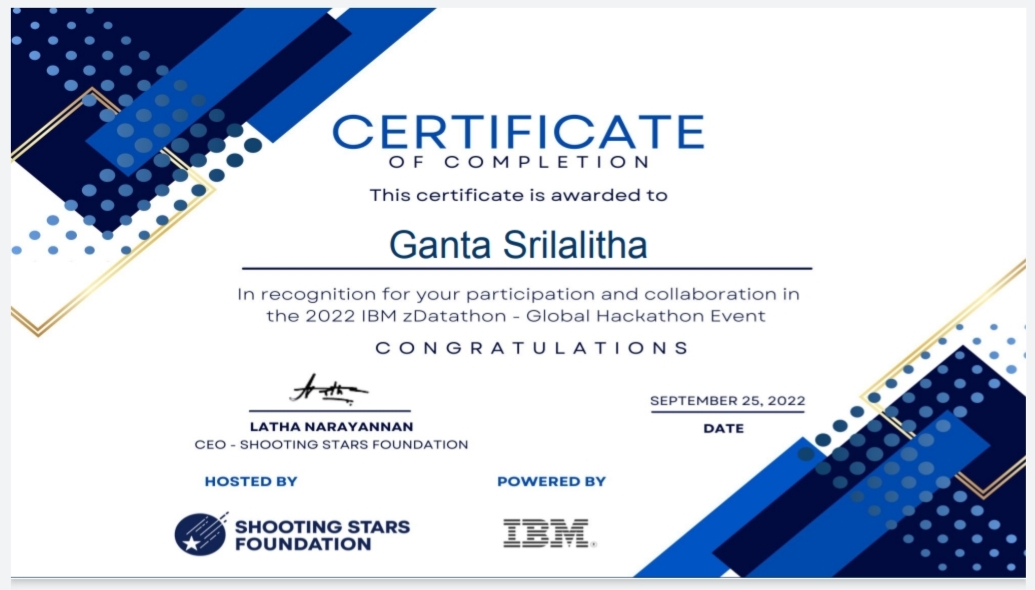 CERTIFICATE
OF COMPLETION
This certificate is awarded to
Ganta Srilalitha
In recognition for your participation and collaboration in
the 2022 IBM zDatathon - Global Hackathon Event
CONGRATULATIONS
LATHA NARAYANNAN
CEO - SHOOTING STARS FOUNDATION
SEPTEMBER 25, 2022
DATE
HOSTED BY
SHOOTING STARS
FOUNDATION
POWERED BY
IBM